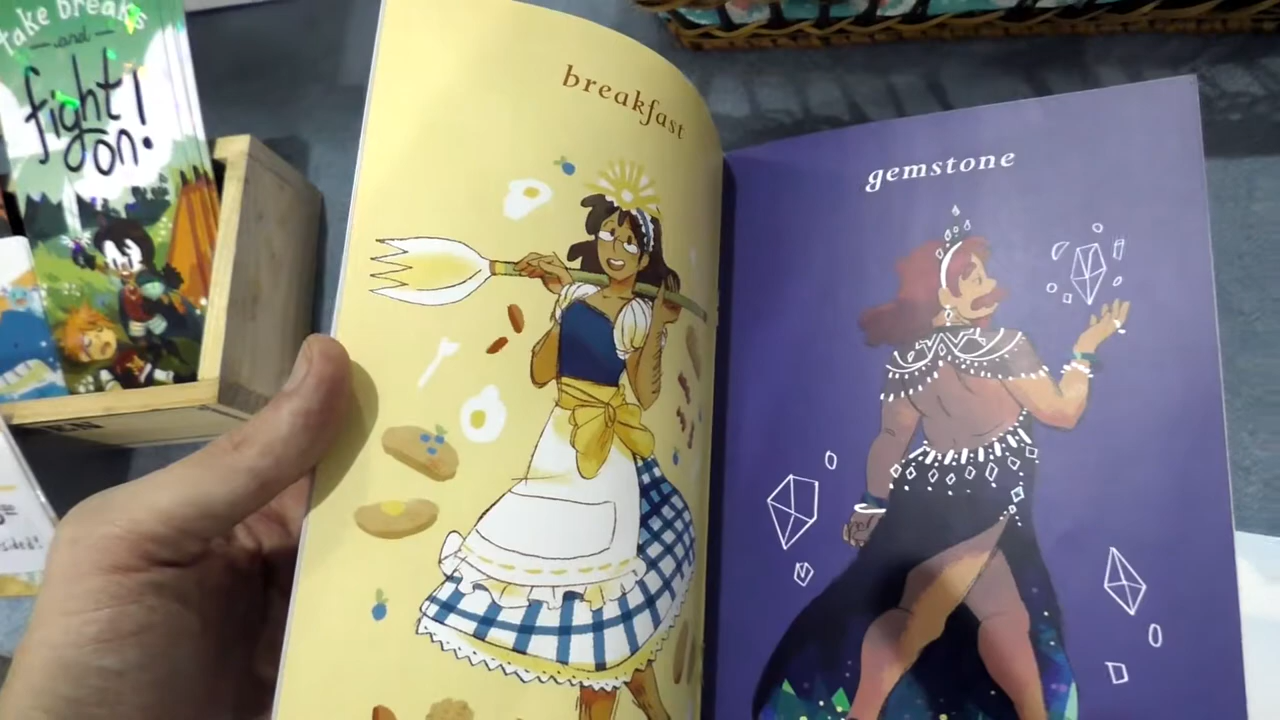 take breaks
and
fight
on!
breakfast
gemstone